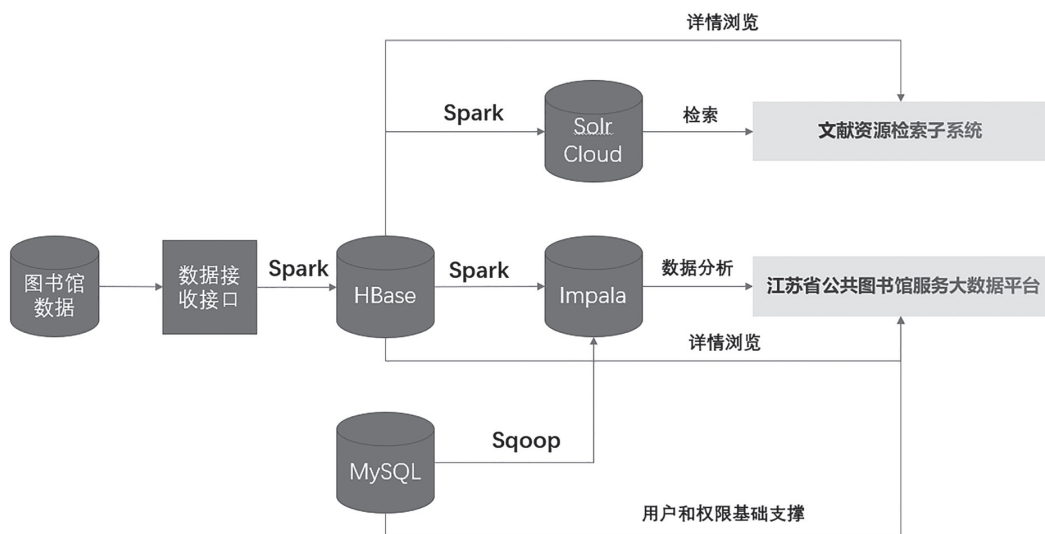 详情浏览
Spark
Solr
Cloud
检索
文献资源检索子系统
图书馆
数据
数据接
收接口
Spark
HBase
Spark
Impala
数据分析
江苏省公共图书馆服务大数据平台
详情浏览
MySQL
Sqoop
用户和权限基础支撑